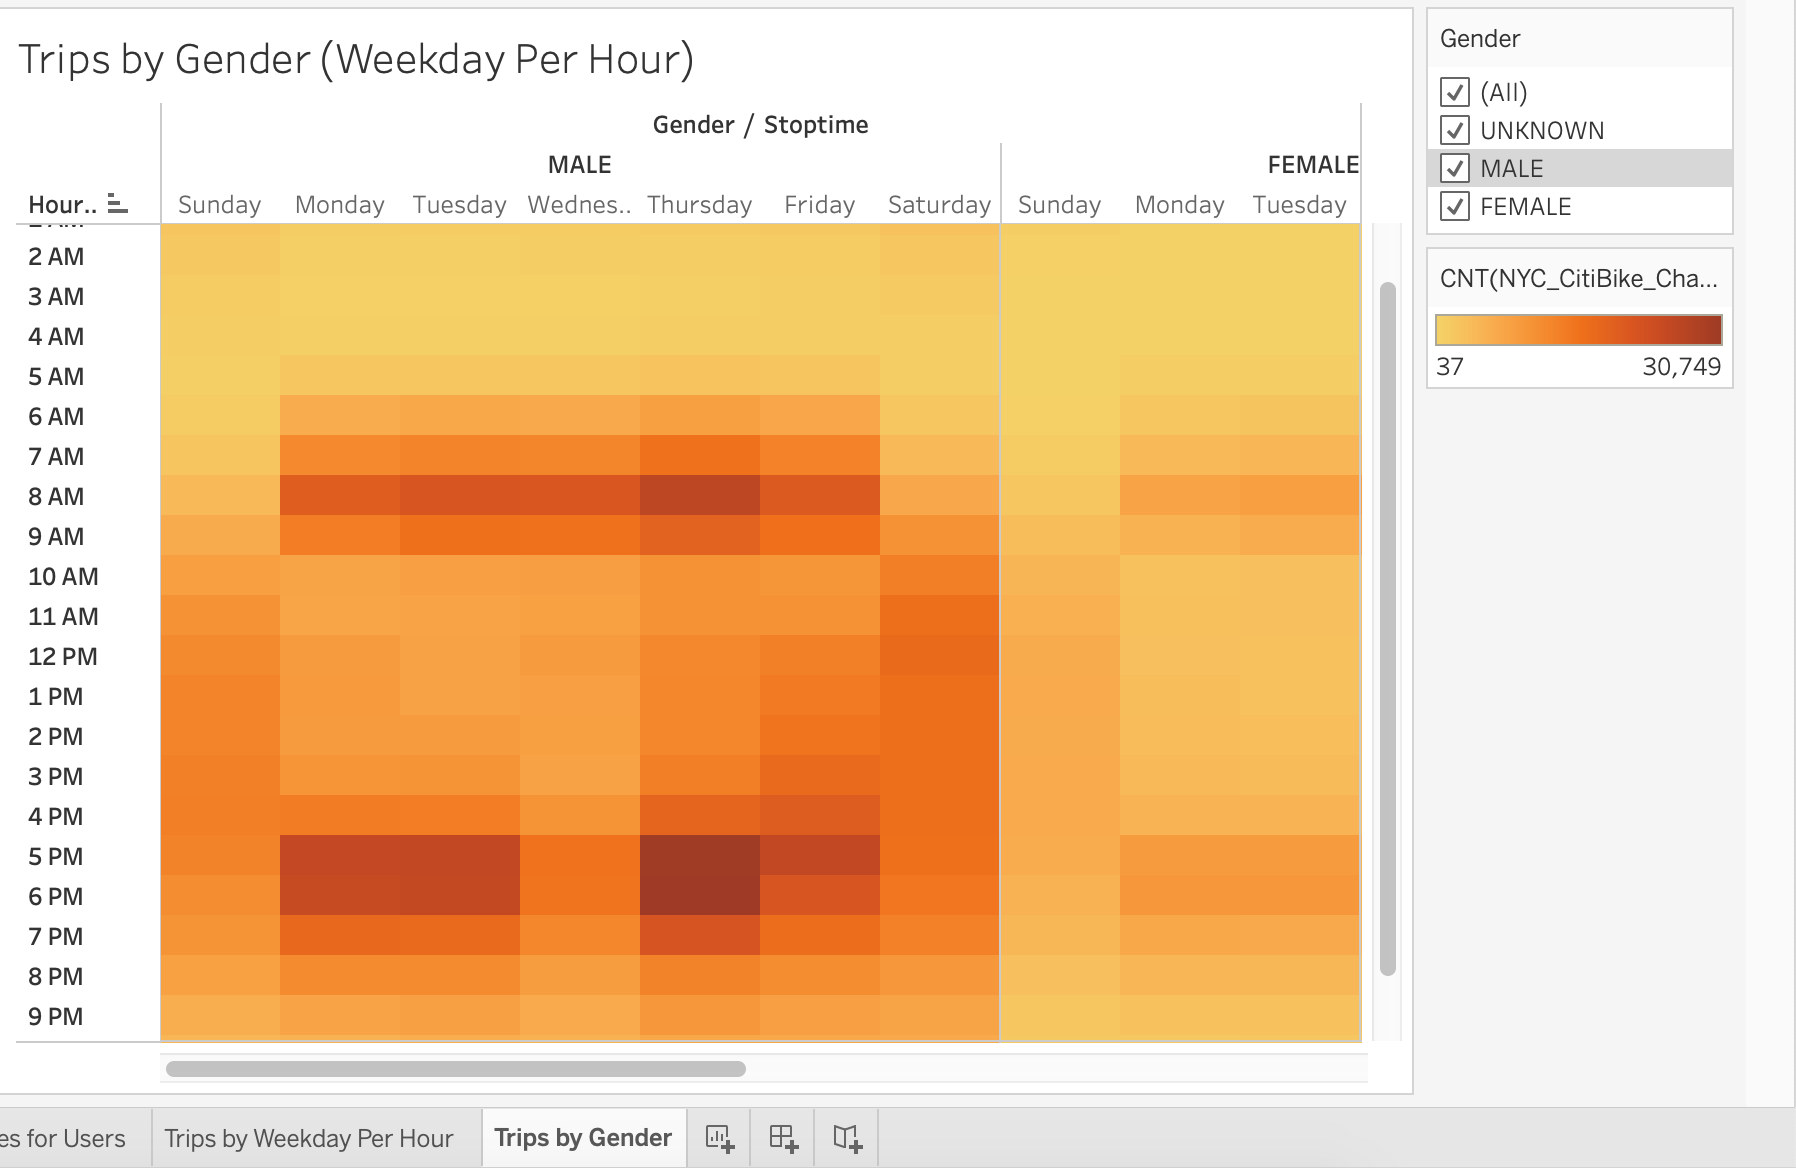 Trips by Gender (Weekday Per Hour)
Gender / Stoptime
MALE
FEMALE
Hour..
Sunday Monday Tuesday Wednes.. Thursday Friday Saturday Sunday Monday Tuesday
2 AM
3 AM
4 AM
5 AM
6 AM
7 AM
8 AM
9 AM
10 AM
11 AM
12 PM
1 PM
2 PM
3 PM
4 PM
5 PM
6 PM
7 PM
8 PM
9 PM
Gender
(All)
UNKNOWN
MALE
FEMALE
CNT(NYC_CitiBike_Cha...
37 30,749
es for Users Trips by Weekday Per Hour Trips by Gender